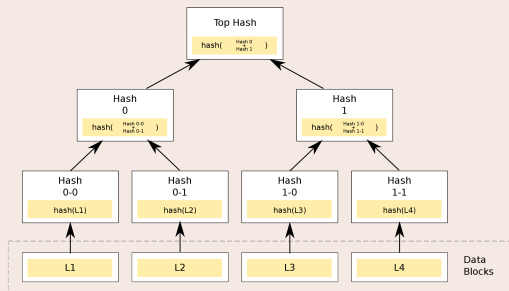 Top Hash
hash( Hash 0 + Hash 1 )
Hash
0
hash( Hash 0-0 + Hash 0-1 )
Hash
1
hash( Hash 1-0 + Hash 1-1 )
Hash
0-0
hash(L1)
Hash
0-1
hash(L2)
Hash
1-0
hash(L3)
Hash
1-1
hash(L4)
L1
L2
L3
L4
Data
Blocks